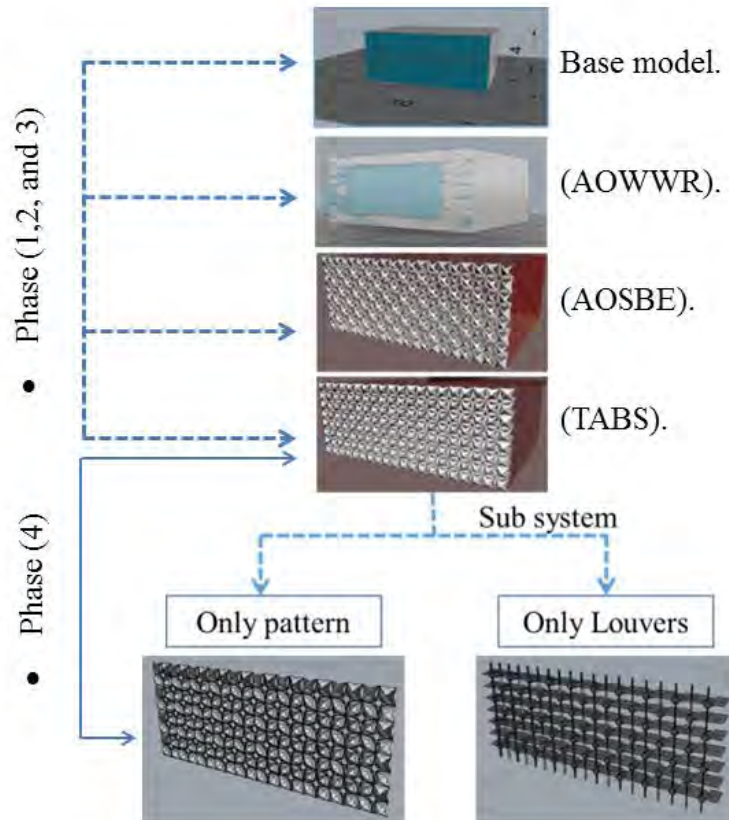 Base model.
(AOWWR).
• Phase (1,2, and 3)
(AOSBE).
(TABS).
Sub system
• Phase (4)
Only pattern
Only Louvers